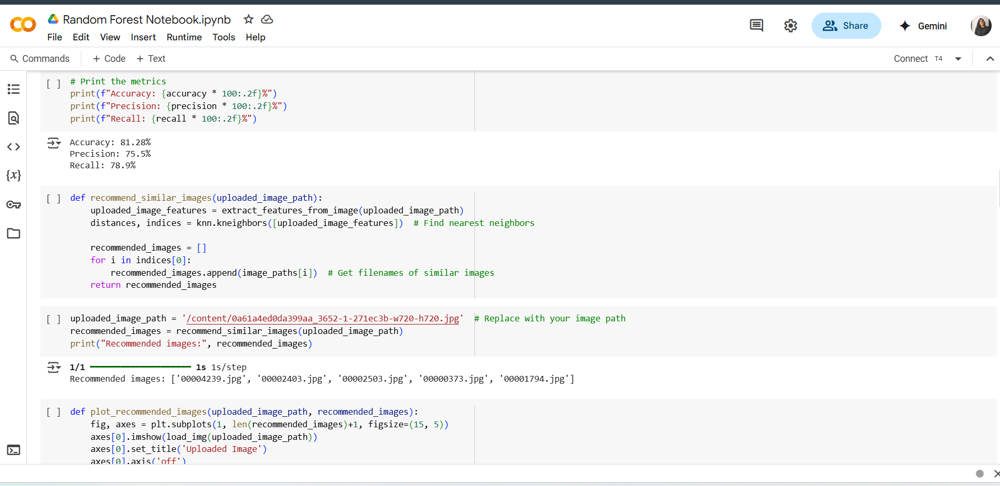 Random Forest Notebook.ipynb
File Edit View Insert Runtime Tools Help
Share
Gemini
Commands + Code + Text
Connect T4
[ ] # Print the metrics
print(f"Accuracy: {accuracy * 100:.2f}%")
print(f"Precision: {precision * 100:.2f}%")
print(f"Recall: {recall * 100:.2f}%")
Accuracy: 81.28%
Precision: 75.5%
Recall: 78.9%
[ ] def recommend_similar_images(uploaded_image_path):
uploaded_image_features = extract_features_from_image(uploaded_image_path)
distances, indices = knn.kneighbors([uploaded_image_features]) # Find nearest neighbors
recommended_images = []
for i in indices[0]:
recommended_images.append(image_paths[i]) # Get filenames of similar images
return recommended_images
[ ] uploaded_image_path = '/content/0a61a4ed0da399aa_3652-1-271ec3b-w720-h720.jpg' # Replace with your image path
recommended_images = recommend_similar_images(uploaded_image_path)
print("Recommended images:", recommended_images)
1/1 1s 1s/step
Recommended images: ['00004239.jpg', '00002403.jpg', '00002503.jpg', '00000373.jpg', '00001794.jpg']
[ ] def plot_recommended_images(uploaded_image_path, recommended_images):
fig, axes = plt.subplots(1, len(recommended_images)+1, figsize=(15, 5))
axes[0].imshow(load_img(uploaded_image_path))
axes[0].set_title('Uploaded Image')
axes[0].axis('off')